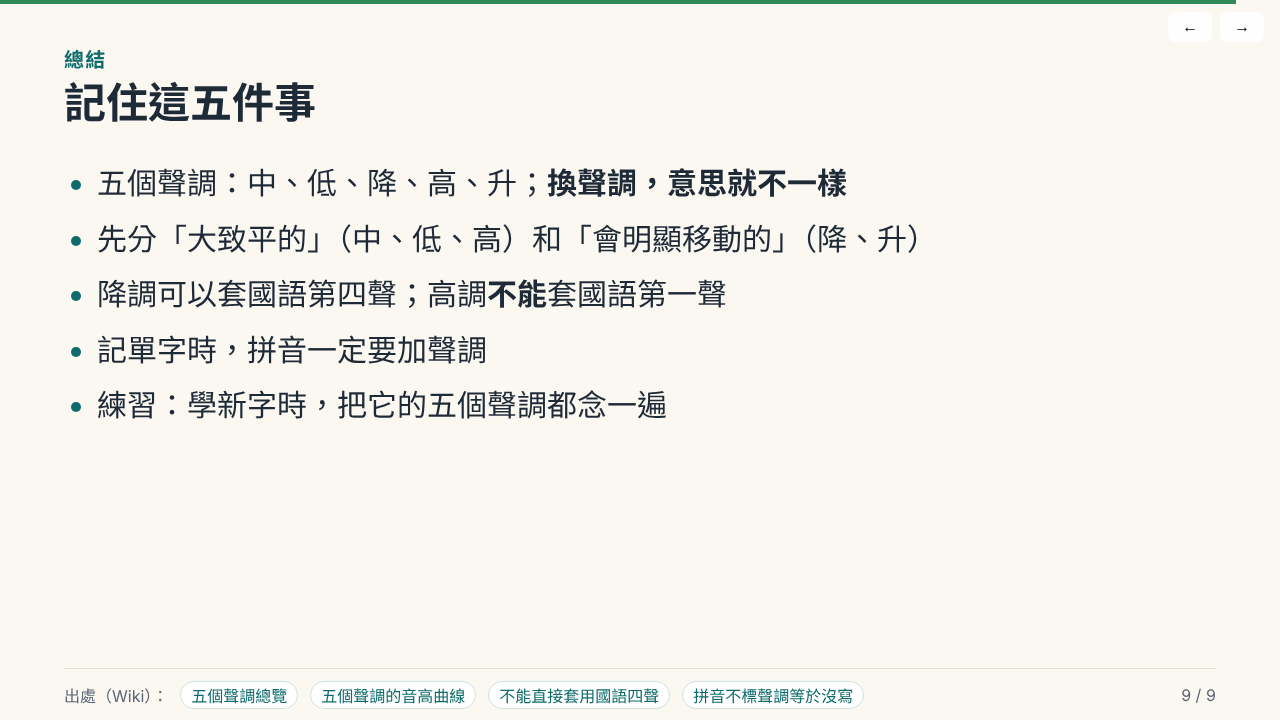 ← →
總結
記住這五件事
• 五個聲調：中、低、降、高、升；換聲調，意思就不一樣
• 先分「大致平的」（中、低、高）和「會明顯移動的」（降、升）
• 降調可以套國語第四聲；高調不能套國語第一聲
• 記單字時，拼音一定要加聲調
• 練習：學新字時，把它的五個聲調都念一遍
出處（Wiki）： 五個聲調總覽 五個聲調的音高曲線 不能直接套用國語四聲 拼音不標聲調等於沒寫 9 / 9